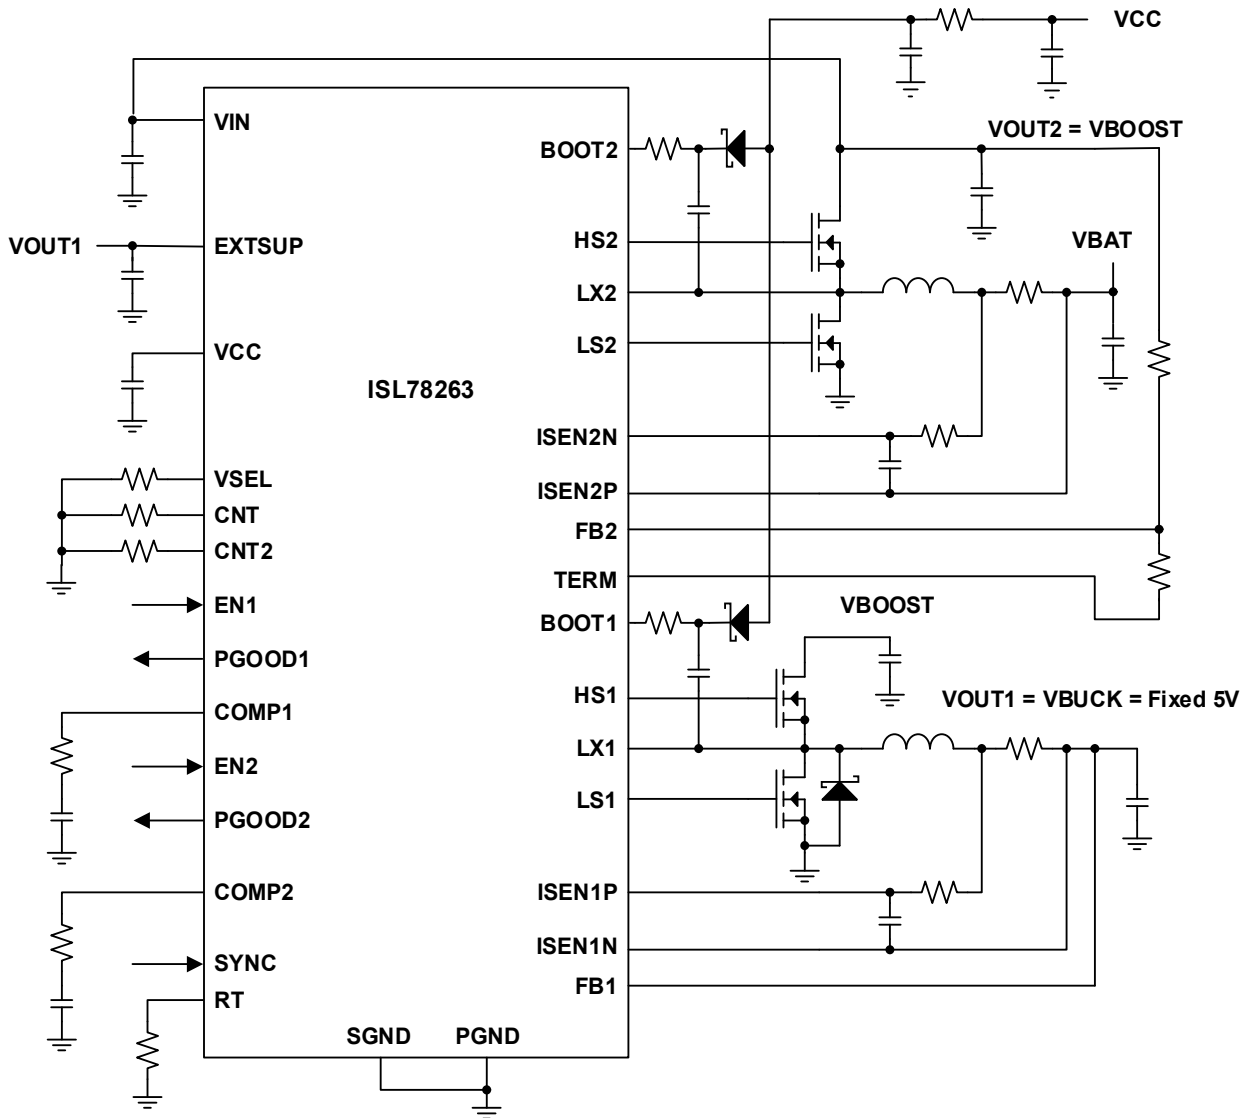 VCC
VIN
VOUT2 = VBOOST
BOOT2
VOUT1
EXTSUP
HS2
VBAT
LX2
VCC
LS2
ISL78263
ISEN2N
VSEL
ISEN2P
CNT
FB2
CNT2
TERM
EN1
VBOOST
BOOT1
PGOOD1
HS1
VOUT1 = VBUCK = Fixed 5V
COMP1
LX1
EN2
LS1
PGOOD2
COMP2
ISEN1P
ISEN1N
SYNC
FB1
RT
SGND
PGND